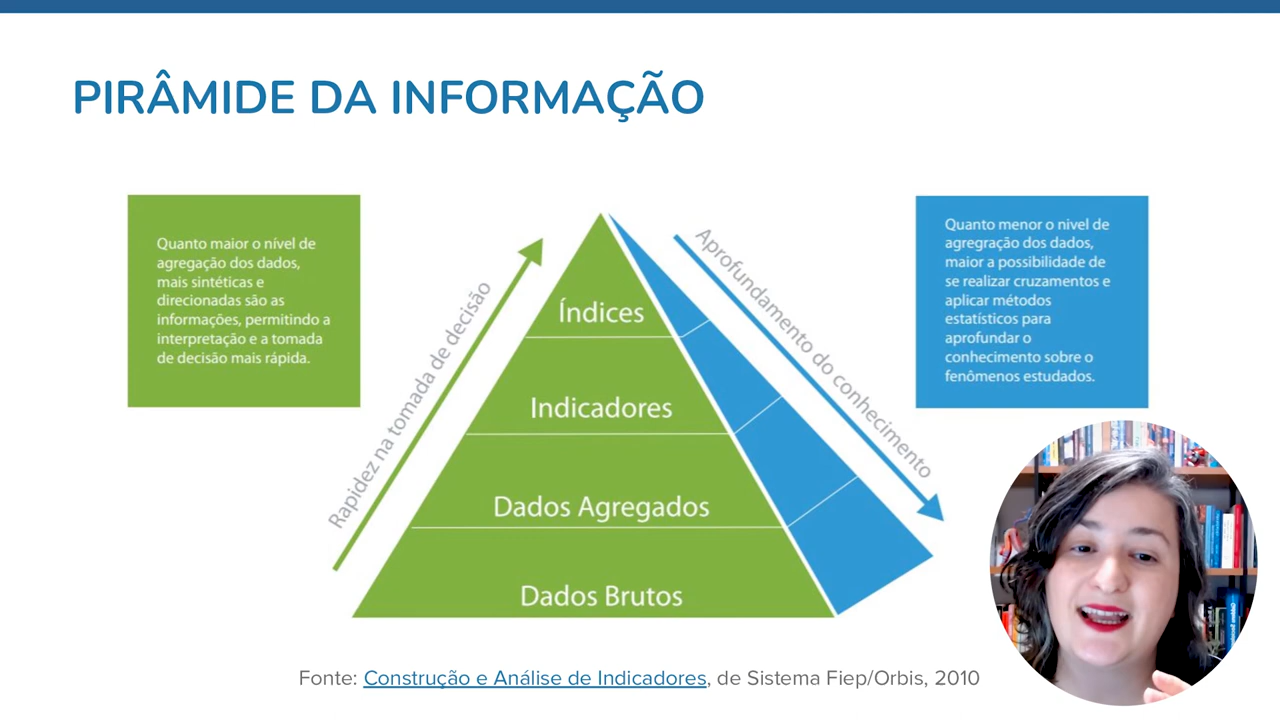 PIRÂMIDE DA INFORMAÇÃO
Quanto maior o nível de
agregação dos dados,
mais sintéticas e
direcionadas são as
informações, permitindo a
interpretação e a tomada
de decisão mais rápida.
Rapidez na tomada de decisão
Índices
Indicadores
Dados Agregados
Dados Brutos
Aprofundamento do conhecimento
Quanto menor o nivel de
agregração dos dados,
maior a possibilidade de
se realizar cruzamentos e
aplicar métodos
estatísticos para
aprofundar o
conhecimento sobre o
fenômenos estudados.
Fonte: Construção e Análise de Indicadores, de Sistema Fiep/Orbis, 2010